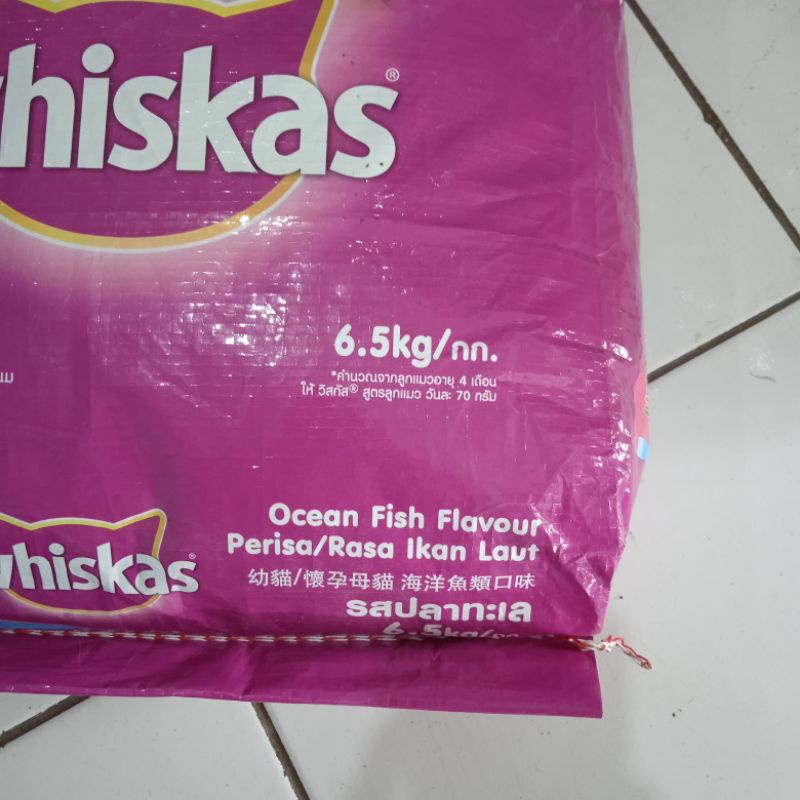 whiskas®
6.5kg/กก.
*คำนวณจากลูกแมวอายุ 4 เดือน
ให้ วิสกัส® สูตรลูกแมว วันละ 70 กรัม
Ocean Fish Flavour
Perisa/Rasa Ikan Laut
whiskas®
幼貓/懷孕母貓 海洋魚類口味
รสปลาทะเล
6.5kg/กก.